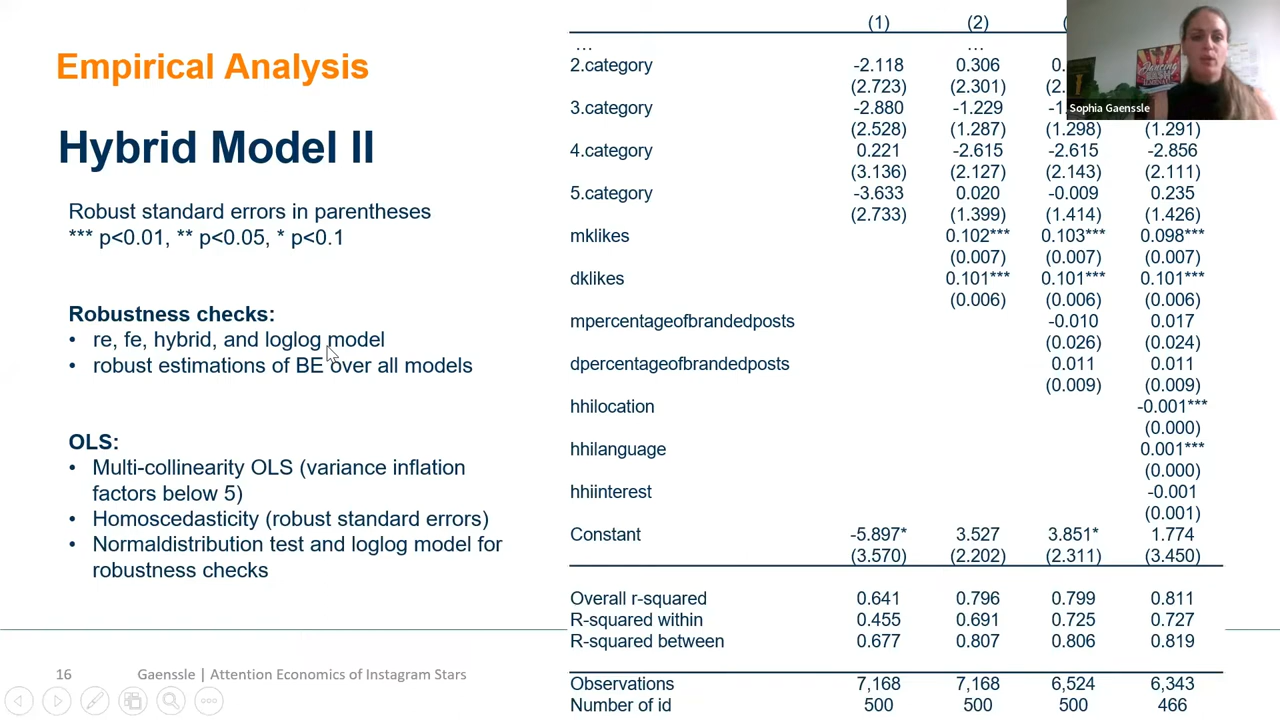 Empirical Analysis
Hybrid Model II
Robust standard errors in parentheses
*** p<0.01, ** p<0.05, * p<0.1
Robustness checks:
• re, fe, hybrid, and loglog model
• robust estimations of BE over all models
OLS:
• Multi-collinearity OLS (variance inflation
factors below 5)
• Homoscedasticity (robust standard errors)
• Normaldistribution test and loglog model for
robustness checks
(1) (2)
... ...
2.category -2.118 0.306 0.
(2.723) (2.301) (2.
3.category -2.880 -1.229 -1.
(2.528) (1.287) (1.298) (1.291)
4.category 0.221 -2.615 -2.615 -2.856
(3.136) (2.127) (2.143) (2.111)
5.category -3.633 0.020 -0.009 0.235
(2.733) (1.399) (1.414) (1.426)
mklikes 0.102*** 0.103*** 0.098***
(0.007) (0.007) (0.007)
dklikes 0.101*** 0.101*** 0.101***
(0.006) (0.006) (0.006)
mpercentageofbrandedposts -0.010 0.017
(0.026) (0.024)
dpercentageofbrandedposts 0.011 0.011
(0.009) (0.009)
hhilocation -0.001***
(0.000)
hhilanguage 0.001***
(0.000)
hhiinterest -0.001
(0.001)
Constant -5.897* 3.527 3.851* 1.774
(3.570) (2.202) (2.311) (3.450)
Overall r-squared 0.641 0.796 0.799 0.811
R-squared within 0.455 0.691 0.725 0.727
R-squared between 0.677 0.807 0.806 0.819
Observations 7,168 7,168 6,524 6,343
Number of id 500 500 500 466
Sophia Gaenssle
16 Gaenssle | Attention Economics of Instagram Stars